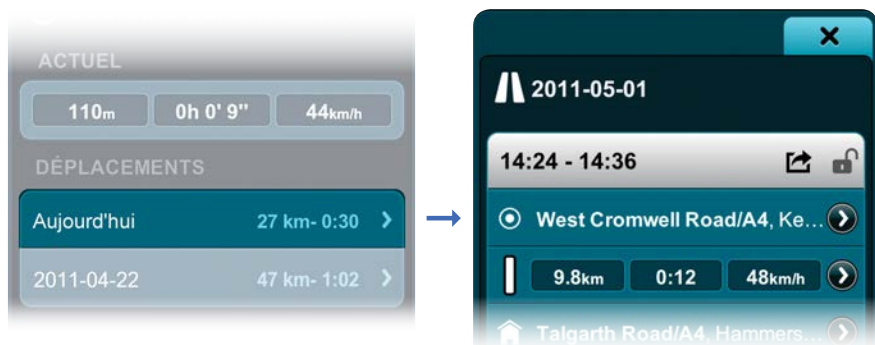 ACTUEL
110m 0h 0' 9" 44km/h
DÉPLACEMENTS
Aujourd'hui 27 km- 0:30
2011-04-22 47 km- 1:02
2011-05-01
14:24 - 14:36
West Cromwell Road/A4, Ke...
9.8km 0:12 48km/h
Talgarth Road/A4, Hammers...